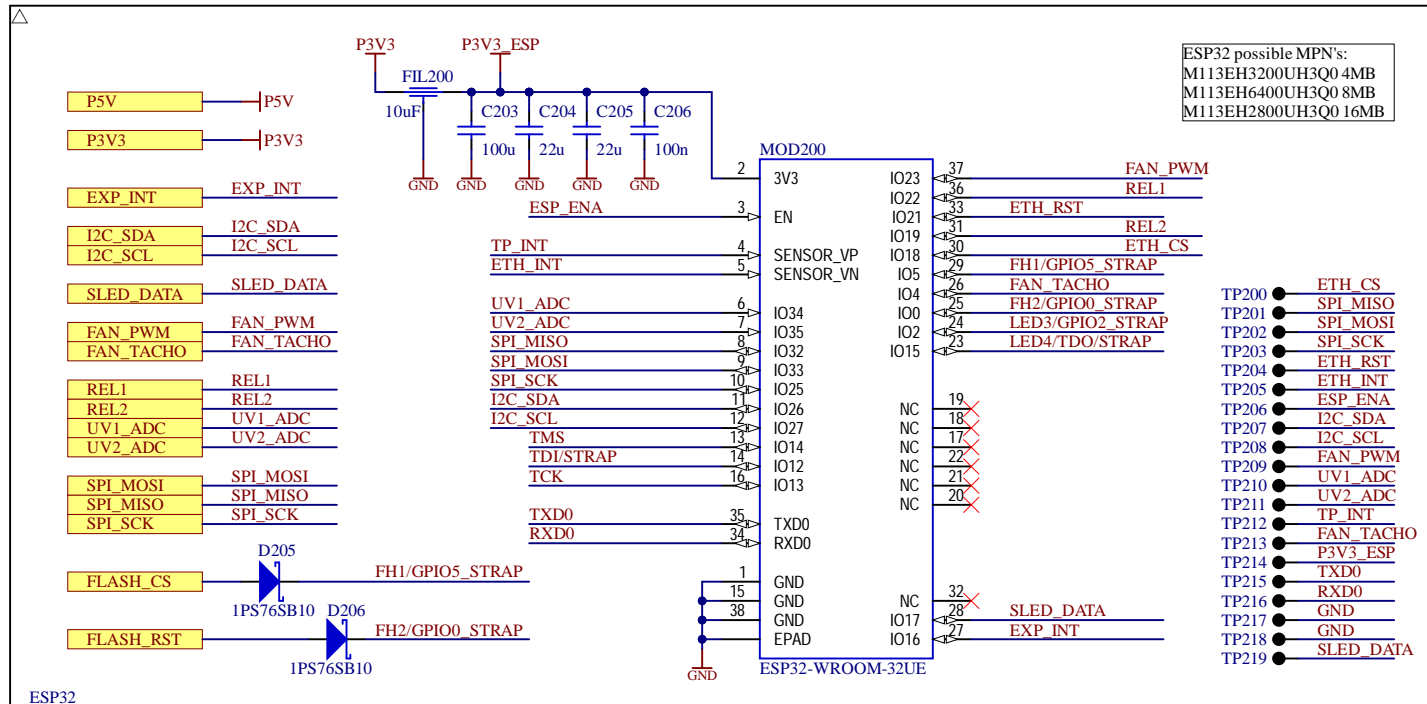 P3V3
P3V3_ESP
ESP32 possible MPN's:
M113EH3200UH3Q0 4MB
M113EH6400UH3Q0 8MB
M113EH2800UH3Q0 16MB
FIL200
10uF
C203
100u
C204
22u
C205
22u
C206
100n
GND
GND
GND
GND
GND
P5V
P5V
P3V3
P3V3
EXP_INT
EXP_INT
I2C_SDA
I2C_SDA
I2C_SCL
I2C_SCL
SLED_DATA
SLED_DATA
FAN_PWM
FAN_PWM
FAN_TACHO
FAN_TACHO
REL1
REL1
REL2
REL2
UV1_ADC
UV1_ADC
UV2_ADC
UV2_ADC
SPI_MOSI
SPI_MOSI
SPI_MISO
SPI_MISO
SPI_SCK
SPI_SCK
FLASH_CS
D205
1PS76SB10
FH1/GPIO5_STRAP
FLASH_RST
D206
1PS76SB10
FH2/GPIO0_STRAP
MOD200
2 3V3
ESP_ENA 3 EN
TP_INT 4 SENSOR_VP
ETH_INT 5 SENSOR_VN
UV1_ADC 6 IO34
UV2_ADC 7 IO35
SPI_MISO 8 IO32
SPI_MOSI 9 IO33
SPI_SCK 10 IO25
I2C_SDA 11 IO26
I2C_SCL 12 IO27
TMS 13 IO14
TDI/STRAP 14 IO12
TCK 16 IO13
TXD0 35 TXD0
RXD0 34 RXD0
1 GND
15 GND
38 GND
EPAD
GND
IO23 37 FAN_PWM
IO22 36 REL1
IO21 33 ETH_RST
IO19 31 REL2
IO18 30 ETH_CS
IO5 29 FH1/GPIO5_STRAP
IO4 26 FAN_TACHO
IO0 25 FH2/GPIO0_STRAP
IO2 24 LED3/GPIO2_STRAP
IO15 23 LED4/TDO/STRAP
NC 19
NC 18
NC 17
NC 22
NC 21
NC 20
NC 32
IO17 28 SLED_DATA
IO16 27 EXP_INT
ESP32-WROOM-32UE
TP200 ETH_CS
TP201 SPI_MISO
TP202 SPI_MOSI
TP203 SPI_SCK
TP204 ETH_RST
TP205 ETH_INT
TP206 ESP_ENA
TP207 I2C_SDA
TP208 I2C_SCL
TP209 FAN_PWM
TP210 UV1_ADC
TP211 UV2_ADC
TP212 TP_INT
TP213 FAN_TACHO
TP214 P3V3_ESP
TP215 TXD0
TP216 RXD0
TP217 GND
TP218 GND
TP219 SLED_DATA
ESP32